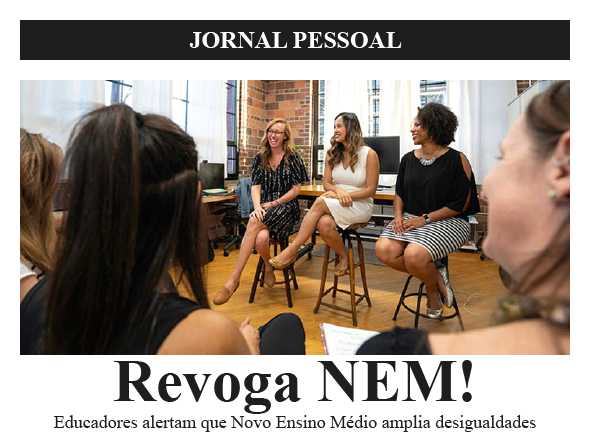 JORNAL PESSOAL
Revoga NEM!
Educadores alertam que Novo Ensino Médio amplia desigualdades